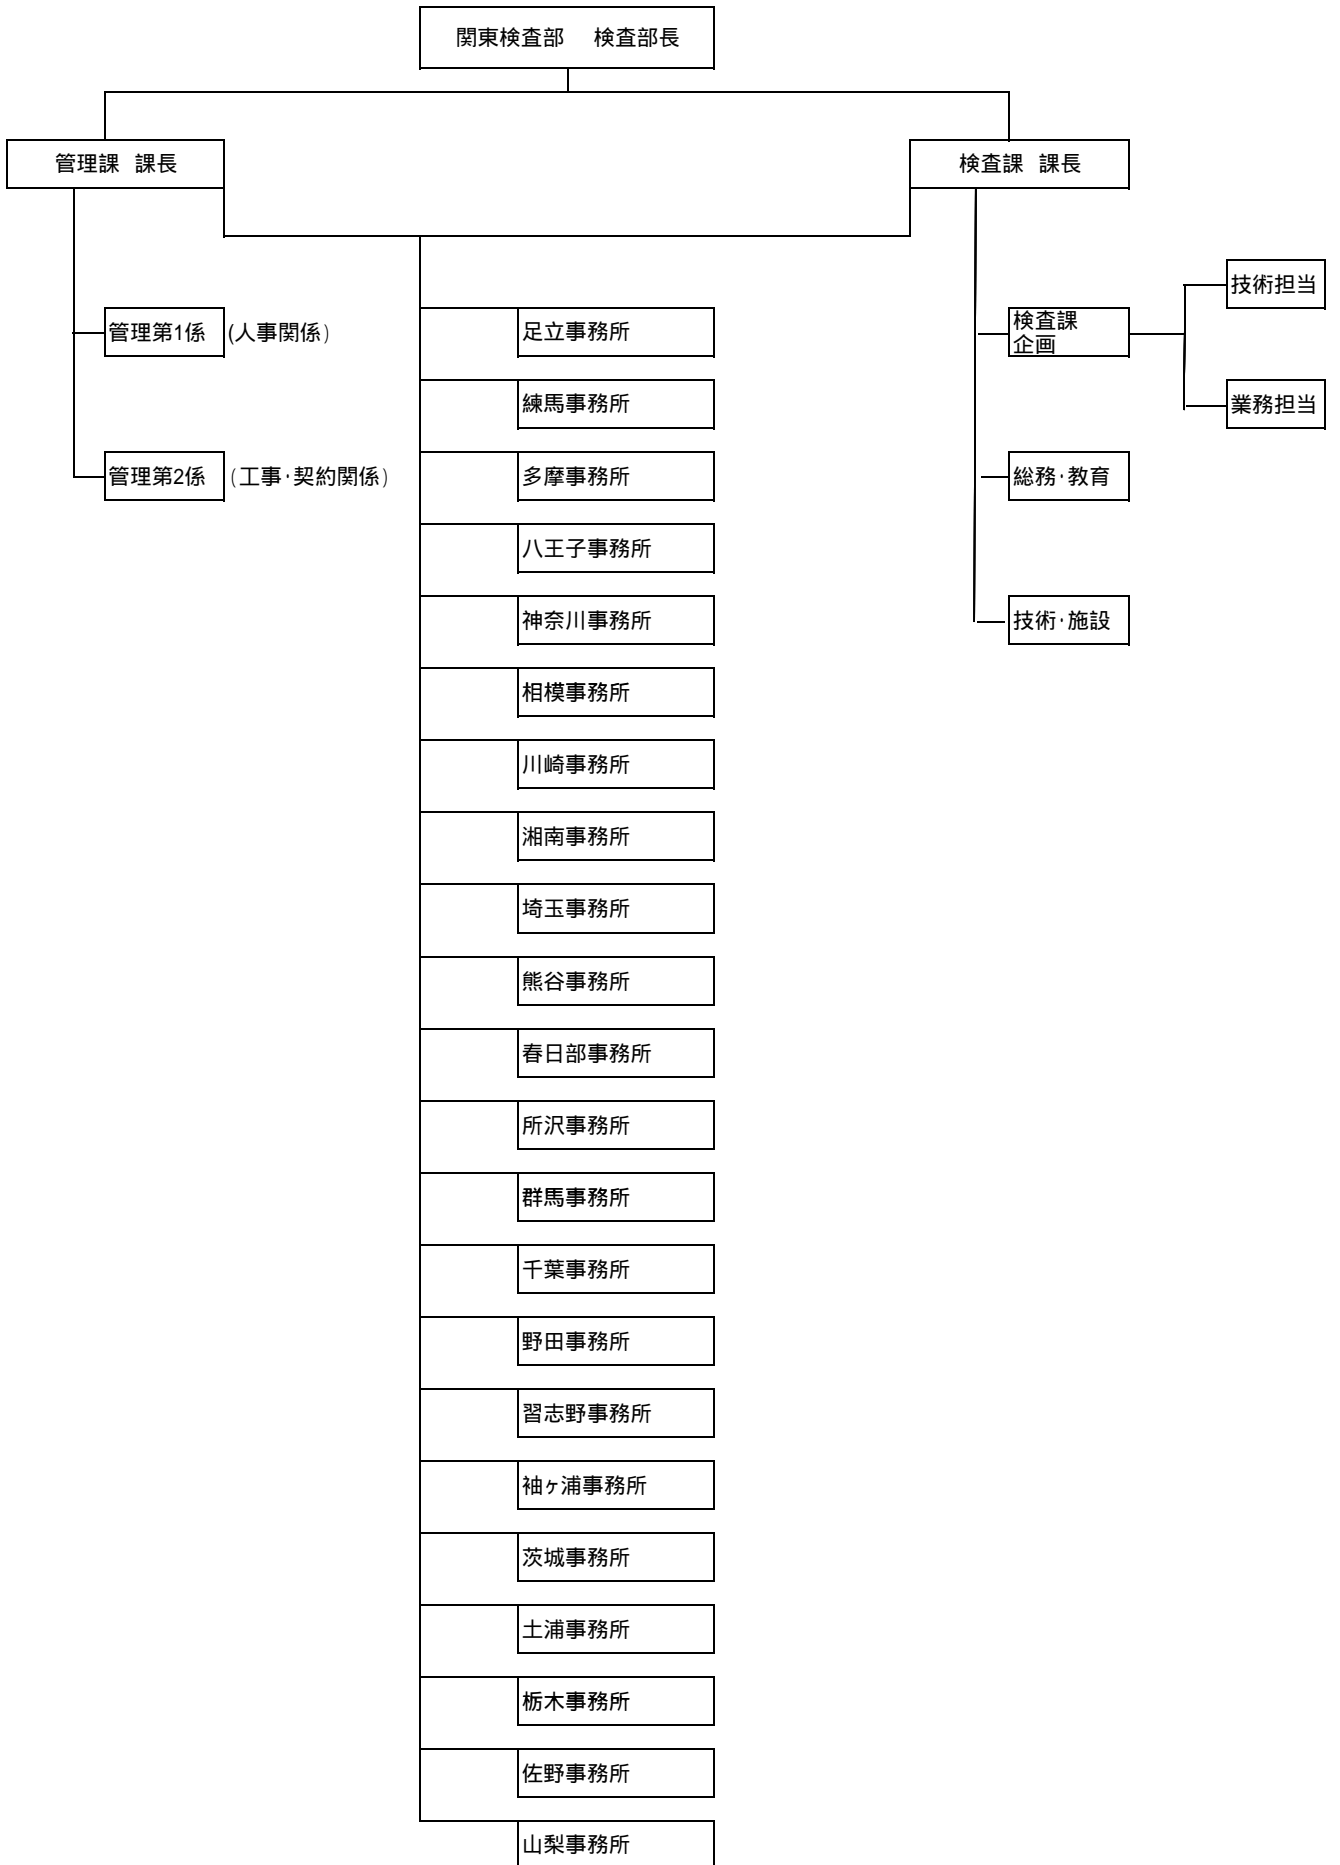 関東検査部　検査部長
管理課 課長
検査課 課長
管理第1係 (人事関係)
管理第2係 (工事･契約関係)
足立事務所
練馬事務所
多摩事務所
八王子事務所
神奈川事務所
相模事務所
川崎事務所
湘南事務所
埼玉事務所
熊谷事務所
春日部事務所
所沢事務所
群馬事務所
千葉事務所
野田事務所
習志野事務所
袖ヶ浦事務所
茨城事務所
土浦事務所
栃木事務所
佐野事務所
山梨事務所
検査課
企画
技術担当
業務担当
総務･教育
技術･施設